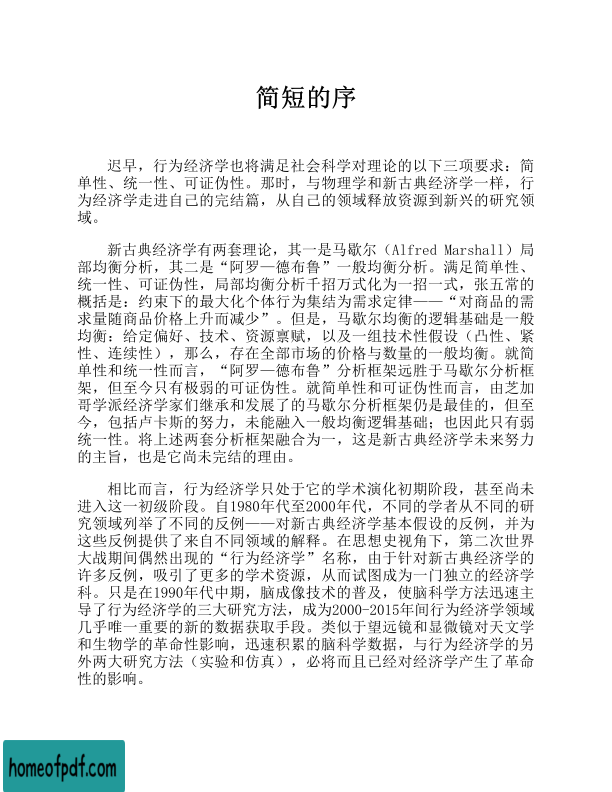 简短的序
迟早，行为经济学也将满足社会科学对理论的以下三项要求：简
单性、统一性、可证伪性。那时，与物理学和新古典经济学一样，行
为经济学走进自己的完结篇，从自己的领域释放资源到新兴的研究领
域。
新古典经济学有两套理论，其一是马歇尔（Alfred Marshall）局
部均衡分析，其二是“阿罗—德布鲁”一般均衡分析。满足简单性、
统一性、可证伪性，局部均衡分析千招万式化为一招一式，张五常的
概括是：约束下的最大化个体行为集结为需求定律——“对商品的需
求量随商品价格上升而减少”。但是，马歇尔均衡的逻辑基础是一般
均衡：给定偏好、技术、资源禀赋，以及一组技术性假设（凸性、紧
性、连续性），那么，存在全部市场的价格与数量的一般均衡。就简
单性和统一性而言，“阿罗—德布鲁”分析框架远胜于马歇尔分析框
架，但至今只有极弱的可证伪性。就简单性和可证伪性而言，由芝加
哥学派经济学家们继承和发展了的马歇尔分析框架仍是最佳的，但至
今，包括卢卡斯的努力，未能融入一般均衡逻辑基础；也因此只有弱
统一性。将上述两套分析框架融合为一，这是新古典经济学未来努力
的主旨，也是它尚未完结的理由。
相比而言，行为经济学只处于它的学术演化初期阶段，甚至尚未
进入这一初级阶段。自1980年代至2000年代，不同的学者从不同的研
究领域列举了不同的反例——对新古典经济学基本假设的反例，并为
这些反例提供了来自不同领域的解释。在思想史视角下，第二次世界
大战期间偶然出现的“行为经济学”名称，由于针对新古典经济学的
许多反例，吸引了更多的学术资源，从而试图成为一门独立的经济学
科。只是在1990年代中期，脑成像技术的普及，使脑科学方法迅速主
导了行为经济学的三大研究方法，成为2000-2015年间行为经济学领域
几乎唯一重要的新的数据获取手段。类似于望远镜和显微镜对天文学
和生物学的革命性影响，迅速积累的脑科学数据，与行为经济学的另
外两大研究方法（实验和仿真），必将而且已经对经济学产生了革命
性的影响。
homeofpdf.com